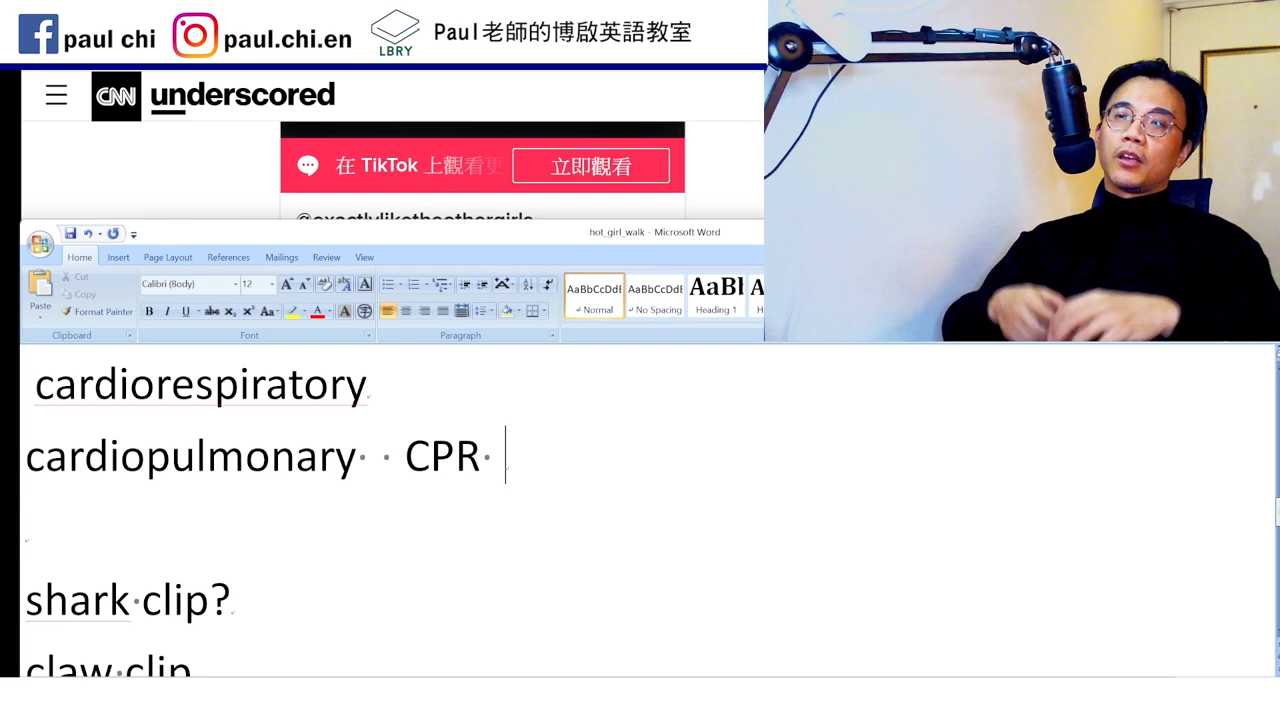 paul chi
paul.chi.en
LBRY
Paul老師的博啟英語教室
CNN underscored
在 TikTok 上觀看更
立即觀看
@exactlyliketheothergirls
hot_girl_walk - Microsoft Word
Home Insert Page Layout References Mailings Review View
Cut
Copy
Format Painter
Paste
Calibri (Body) 12
AaBbCcDdE AaBbCcDdE AaBb
Normal No Spacing Heading 1
Clipboard Font Paragraph
cardiorespiratory
cardiopulmonary CPR
shark clip?
claw clip